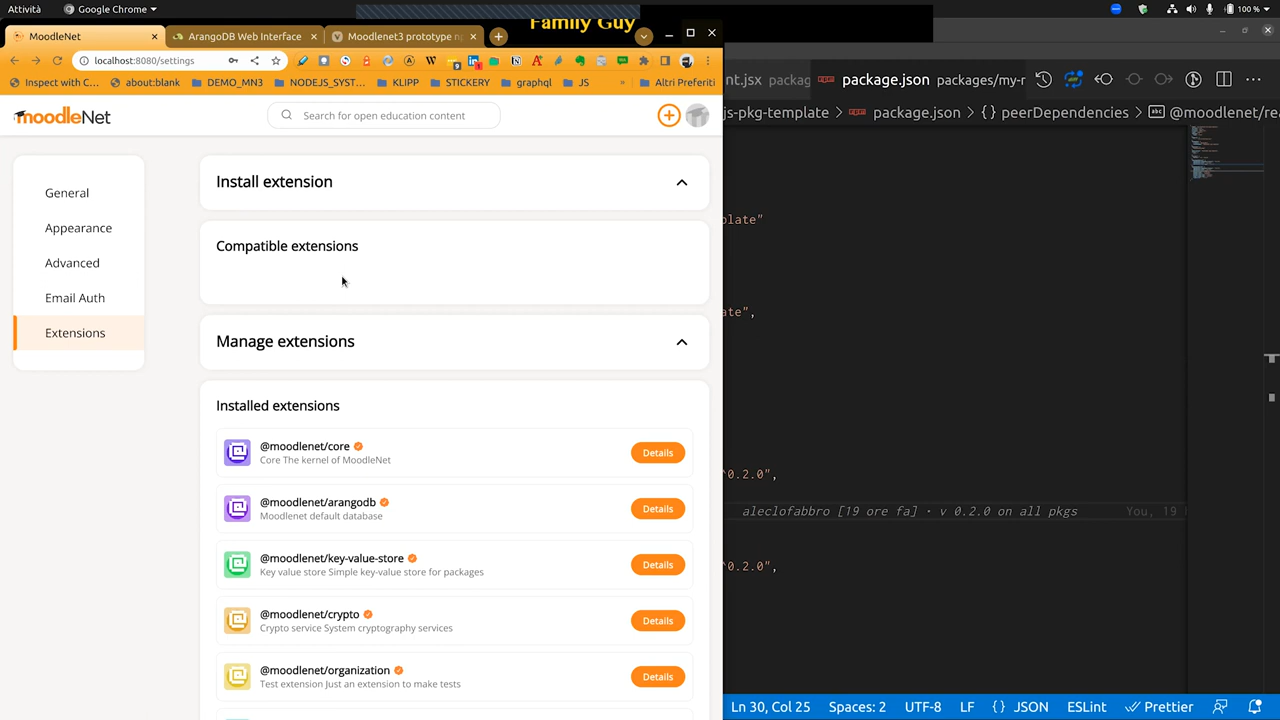 Attività
Google Chrome
100 %
Family Guy
MoodleNet
ArangoDB Web Interface
Moodlenet3 prototype
localhost:8080/settings
Inspect with C...
about:blank
DEMO_MN3
NODEJS_SYST...
KLIPP
STICKERY
graphql
JS
»
Altri Preferiti
moodleNet
Search for open education content
General
Appearance
Advanced
Email Auth
Extensions
Install extension
Compatible extensions
Manage extensions
Installed extensions
@moodlenet/core
Core The kernel of MoodleNet
Details
@moodlenet/arangodb
Moodlenet default database
Details
@moodlenet/key-value-store
Key value store Simple key-value store for packages
Details
@moodlenet/crypto
Crypto service System cryptography services
Details
@moodlenet/organization
Test extension Just an extension to make tests
Details
nt.jsx
packag
package.json
packages/my-r
js-pkg-template
package.json
{} peerDependencies
@moodlenet/rea
plate"
ate",
^0.2.0",
aleclofabbro [19 ore fa] • v 0.2.0 on all pkgs
You, 19
^0.2.0",
Ln 30, Col 25
Spaces: 2
UTF-8
LF
{} JSON
ESLint
Prettier